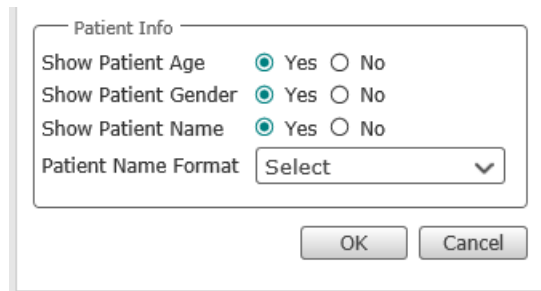 Patient Info
Show Patient Age Yes No
Show Patient Gender Yes No
Show Patient Name Yes No
Patient Name Format Select
OK Cancel